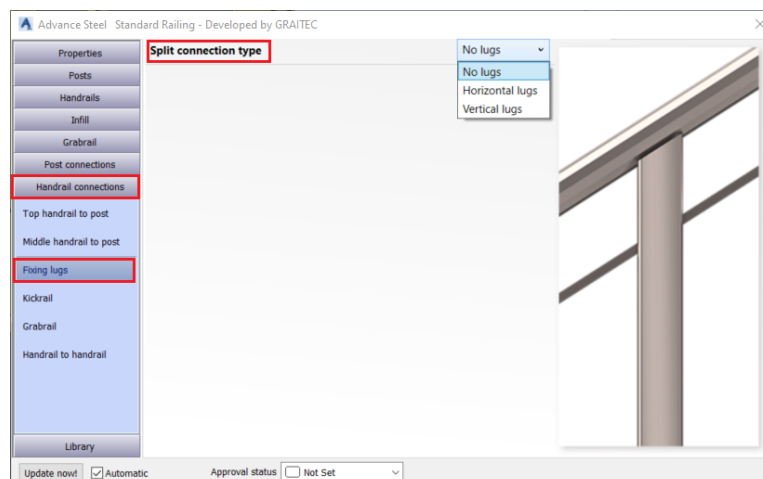 Advance Steel Standard Railing - Developed by GRAITEC
Properties
Posts
Handrails
Infill
Grabrail
Post connections
Handrail connections
Top handrail to post
Middle handrail to post
Fixing lugs
Kickrail
Grabrail
Handrail to handrail
Library
Split connection type
No lugs
No lugs
Horizontal lugs
Vertical lugs
Update now! Automatic Approval status Not Set